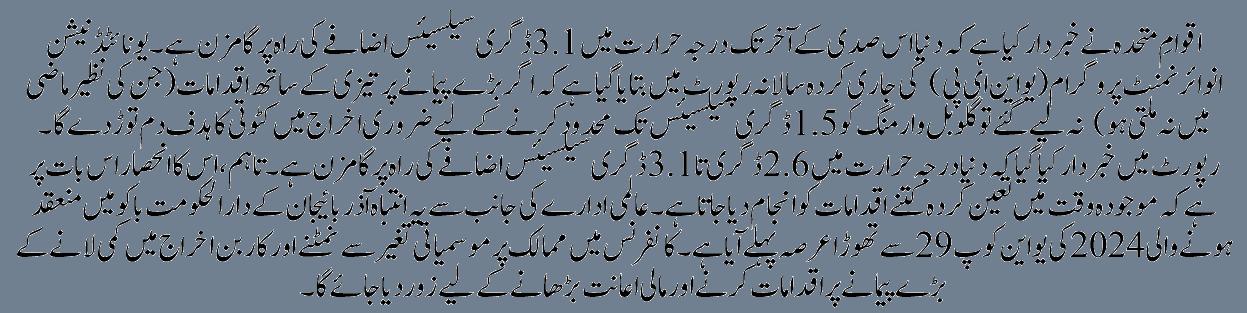 اقوامِ متحدہ نے خبردار کیا ہے کہ دنیا اس صدی کے آخر تک درجہ حرارت میں 3.1 ڈگری سیلسیئس اضافے کی راہ پر گامزن ہے۔ یونائٹڈ نیشن
انوائرنمنٹ پروگرام (یو این ای پی) کی جاری کردہ سالانہ رپورٹ میں بتایا گیا ہے کہ اگر بڑے پیمانے پر تیزی کے ساتھ اقدامات (جن کی نظیر ماضی
میں نہ ملتی ہو) نہ لیے گئے تو گلوبل وارمنگ کو 1.5 ڈگری سیلسیئس تک محدود کرنے کے لیے ضروری اخراج میں کٹوتی کا ہدف دم توڑ دے گا۔
رپورٹ میں خبردار کیا گیا کہ دنیا درجہ حرارت میں 2.6 ڈگری تا 3.1 ڈگری سیلسیئس اضافے کی راہ پر گامزن ہے۔ تاہم، اس کا انحصار اس بات پر
ہے کہ موجودہ وقت میں تعین کردہ کتنے اقدامات کو انجام دیا جاتا ہے۔ عالمی ادارے کی جانب سے یہ انتباہ آذر بائیجان کے دارالحکومت باکو میں منعقد
ہونے والی 2024 کی یو این کوپ 29 سے تھوڑا عرصہ پہلے آیا ہے۔ کانفرنس میں ممالک پر موسمیاتی تغیر سے نمٹنے اور کاربن اخراج میں کمی لانے کے
بڑے پیمانے پر اقدامات کرنے اور مالی اعانت بڑھانے کے لیے زور دیا جائے گا۔